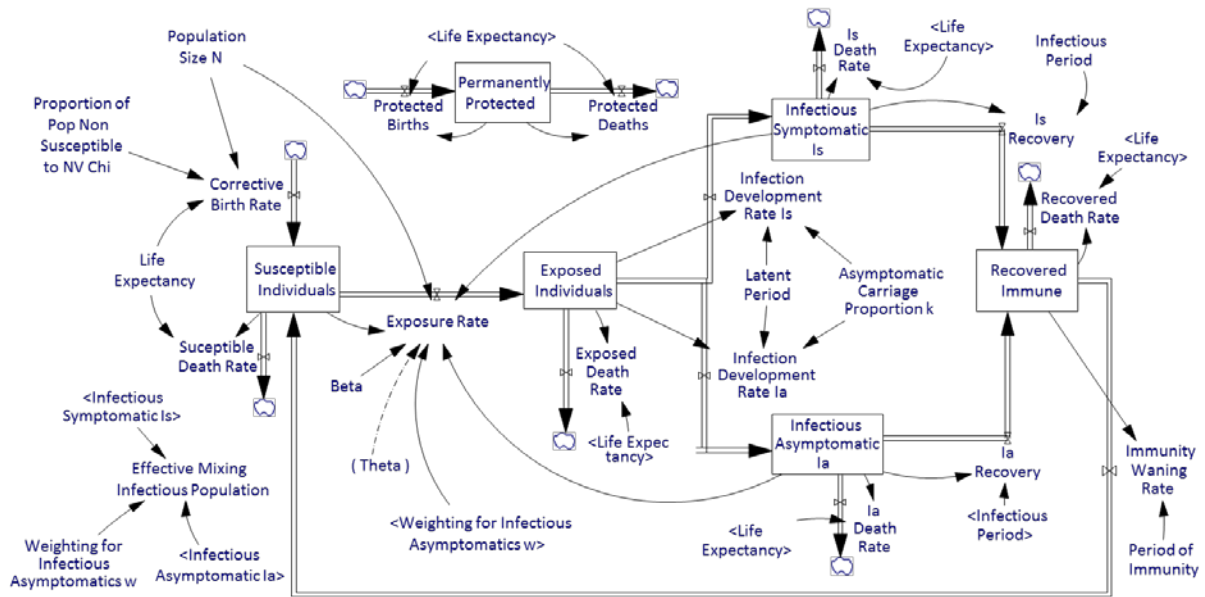 Population
Size N
<Life Expectancy>
Permanently
Protected
Protected
Births
Protected
Deaths
Is
Death
Rate
<Life
Expectancy>
Infectious
Period
Infectious
Symptomatic
Is
Is
Recovery
<Life
Expectancy>
Recovered
Death Rate
Proportion of
Pop Non
Susceptible
to NV Chi
Corrective
Birth Rate
Life
Expectancy
Susceptible
Individuals
Suceptible
Death Rate
Exposure Rate
Beta
( Theta )
<Weighting for Infectious
Asymptomatics w>
Exposed
Individuals
Exposed
Death
Rate
<Life Expec
tancy>
Infection
Development
Rate Is
Latent
Period
Asymptomatic
Carriage
Proportion k
Infection
Development
Rate Ia
Recovered
Immune
Infectious
Asymptomatic
Ia
Ia
Recovery
<Infectious
Period>
Ia
Death
Rate
<Life
Expectancy>
Immunity
Waning
Rate
Period of
Immunity
<Infectious
Symptomatic Is>
Effective Mixing
Infectious Population
Weighting for
Infectious
Asymptomatics w
<Infectious
Asymptomatic Ia>